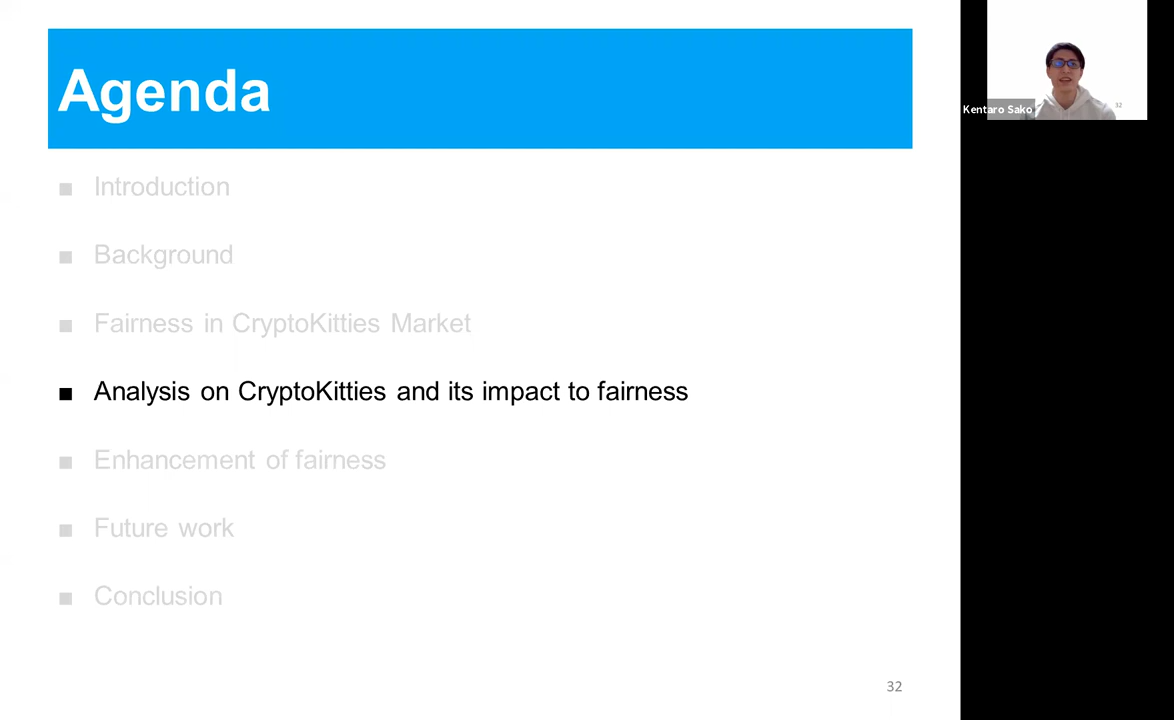 Agenda
Introduction
Background
Fairness in CryptoKitties Market
Analysis on CryptoKitties and its impact to fairness
Enhancement of fairness
Future work
Conclusion
32
Kentaro Sako
32